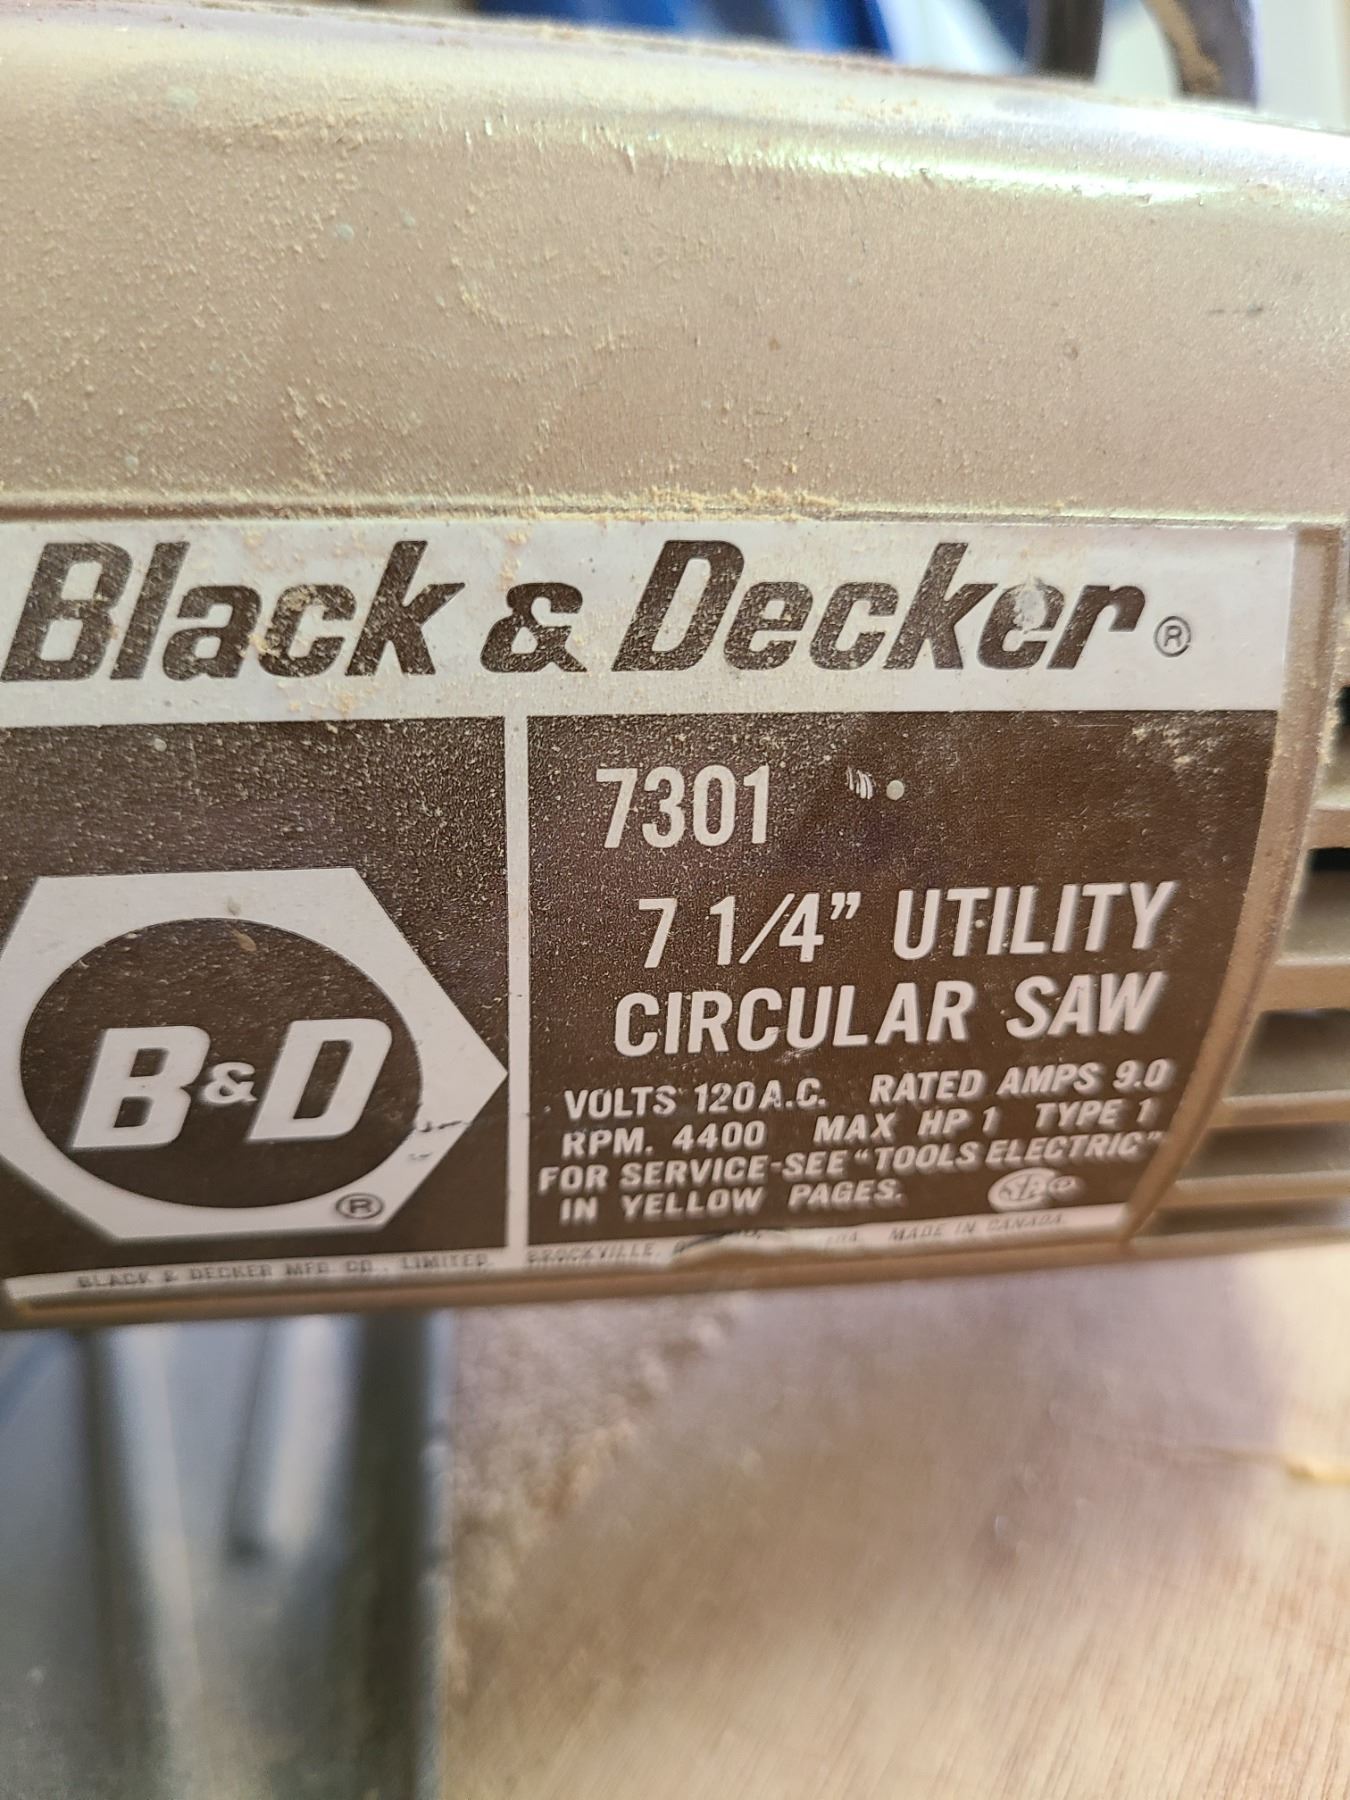 Black & Decker ®
7301
7 1/4” UTILITY
CIRCULAR SAW
VOLTS 120 A.C. RATED AMPS 9.0
RPM. 4400 MAX HP 1 TYPE 1
FOR SERVICE-SEE “TOOLS ELECTRIC”
IN YELLOW PAGES.
B&D ®
BLACK & DECKER MFG CO., LIMITED, BROCKVILLE, MADE IN CANADA.